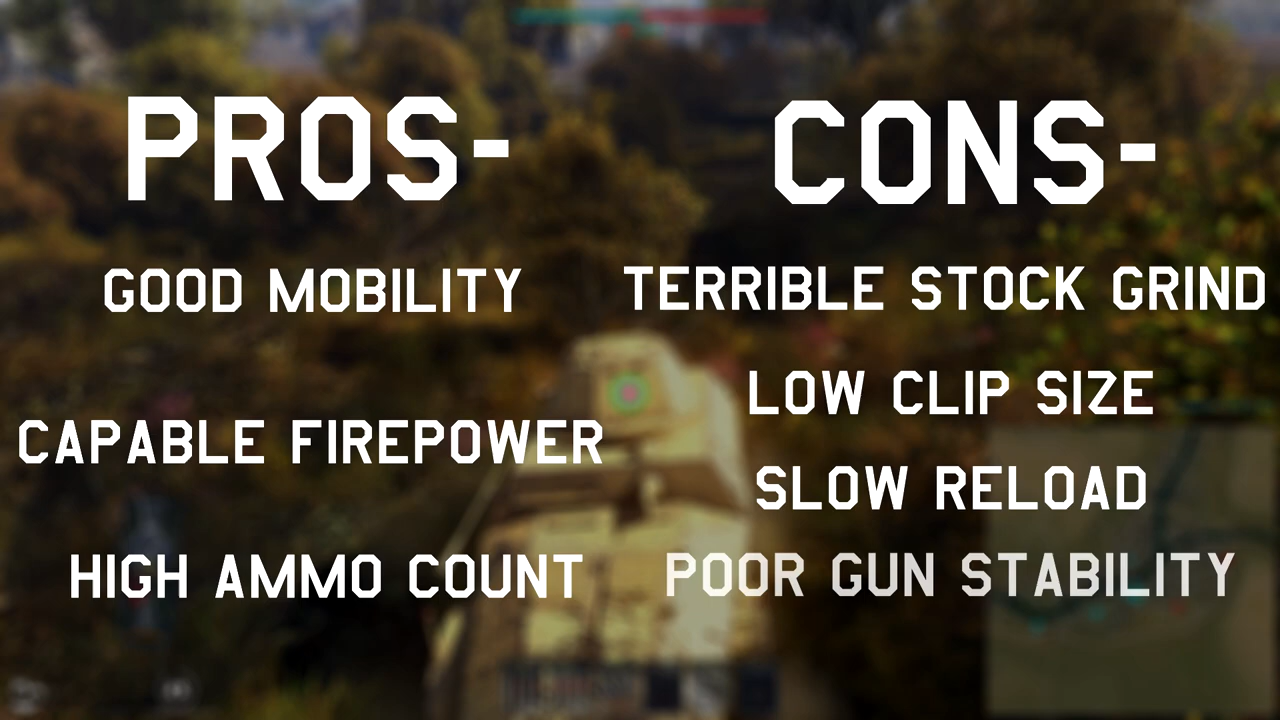 PROS-
GOOD MOBILITY
CAPABLE FIREPOWER
HIGH AMMO COUNT
CONS-
TERRIBLE STOCK GRIND
LOW CLIP SIZE
SLOW RELOAD
POOR GUN STABILITY